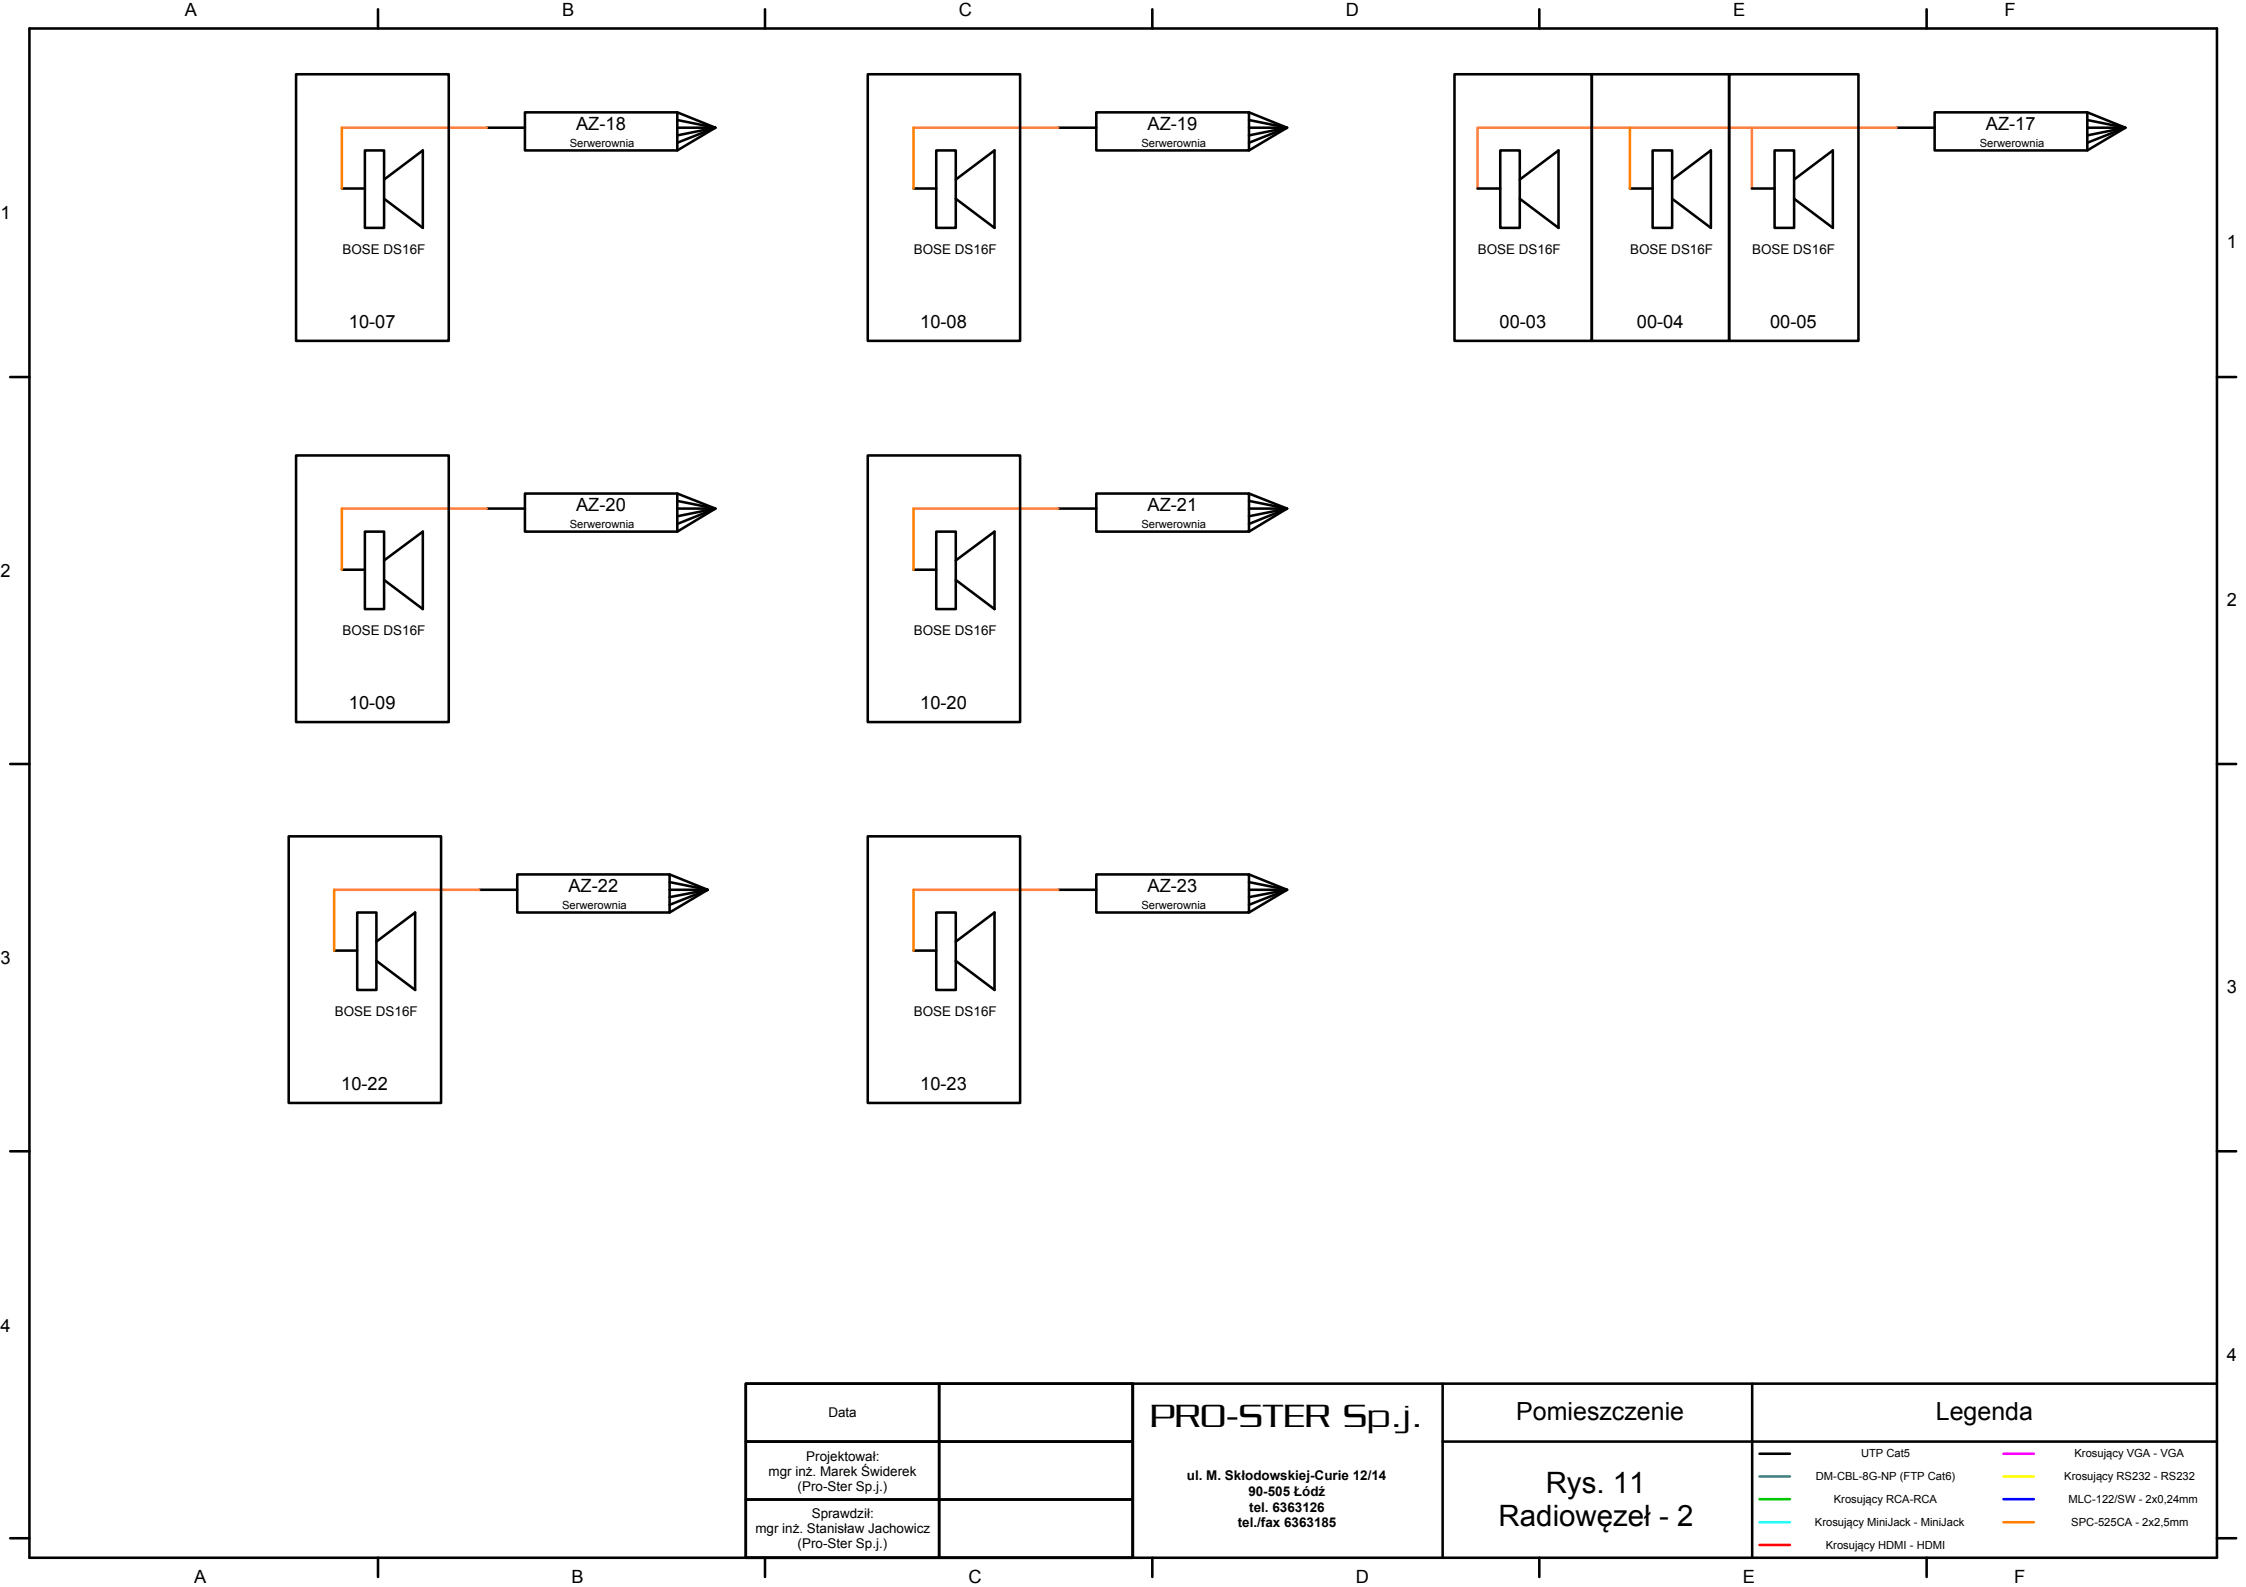 A B C D E F
AZ-18
Serwerownia
BOSE DS16F
10-07
AZ-19
Serwerownia
BOSE DS16F
10-08
AZ-17
Serwerownia
BOSE DS16F BOSE DS16F BOSE DS16F
00-03 00-04 00-05
1 1
AZ-20
Serwerownia
BOSE DS16F
10-09
AZ-21
Serwerownia
BOSE DS16F
10-20
2 2
AZ-22
Serwerownia
BOSE DS16F
10-22
AZ-23
Serwerownia
BOSE DS16F
10-23
3 3
4 4
Data
Projektował:
mgr inż. Marek Świderek
(Pro-Ster Sp.j.)
Sprawdził:
mgr inż. Stanisław Jachowicz
(Pro-Ster Sp.j.)
PRO-STER Sp.j.
ul. M. Skłodowskiej-Curie 12/14
90-505 Łódź
tel. 6363126
tel./fax 6363185
Pomieszczenie
Rys. 11
Radiowęzeł - 2
Legenda
UTP Cat5
DM-CBL-8G-NP (FTP Cat6)
Krosujący RCA-RCA
Krosujący MiniJack - MiniJack
Krosujący HDMI - HDMI
Krosujący VGA - VGA
Krosujący RS232 - RS232
MLC-122/SW - 2x0,24mm
SPC-525CA - 2x2,5mm
A B C D E F